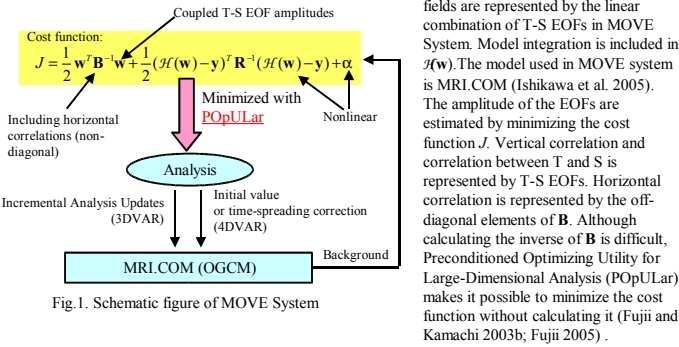 Coupled T-S EOF amplitudes
Cost function:
J = 1/2 w^T B^-1 w + 1/2 (ℋ(w) − y)^T R^-1 (ℋ(w) − y) + α
Minimized with
POpULar
Nonlinear
Including horizontal
correlations (non-
diagonal)
Analysis
Incremental Analysis Updates
(3DVAR)
Initial value
or time-spreading correction
(4DVAR)
Background
MRI.COM (OGCM)
Fig.1. Schematic figure of MOVE System
fields are represented by the linear
combination of T-S EOFs in MOVE
System. Model integration is included in
ℋ(w).The model used in MOVE system
is MRI.COM (Ishikawa et al. 2005).
The amplitude of the EOFs are
estimated by minimizing the cost
function J. Vertical correlation and
correlation between T and S is
represented by T-S EOFs. Horizontal
correlation is represented by the off-
diagonal elements of B. Although
calculating the inverse of B is difficult,
Preconditioned Optimizing Utility for
Large-Dimensional Analysis (POpULar)
makes it possible to minimize the cost
function without calculating it (Fujii and
Kamachi 2003b; Fujii 2005) .